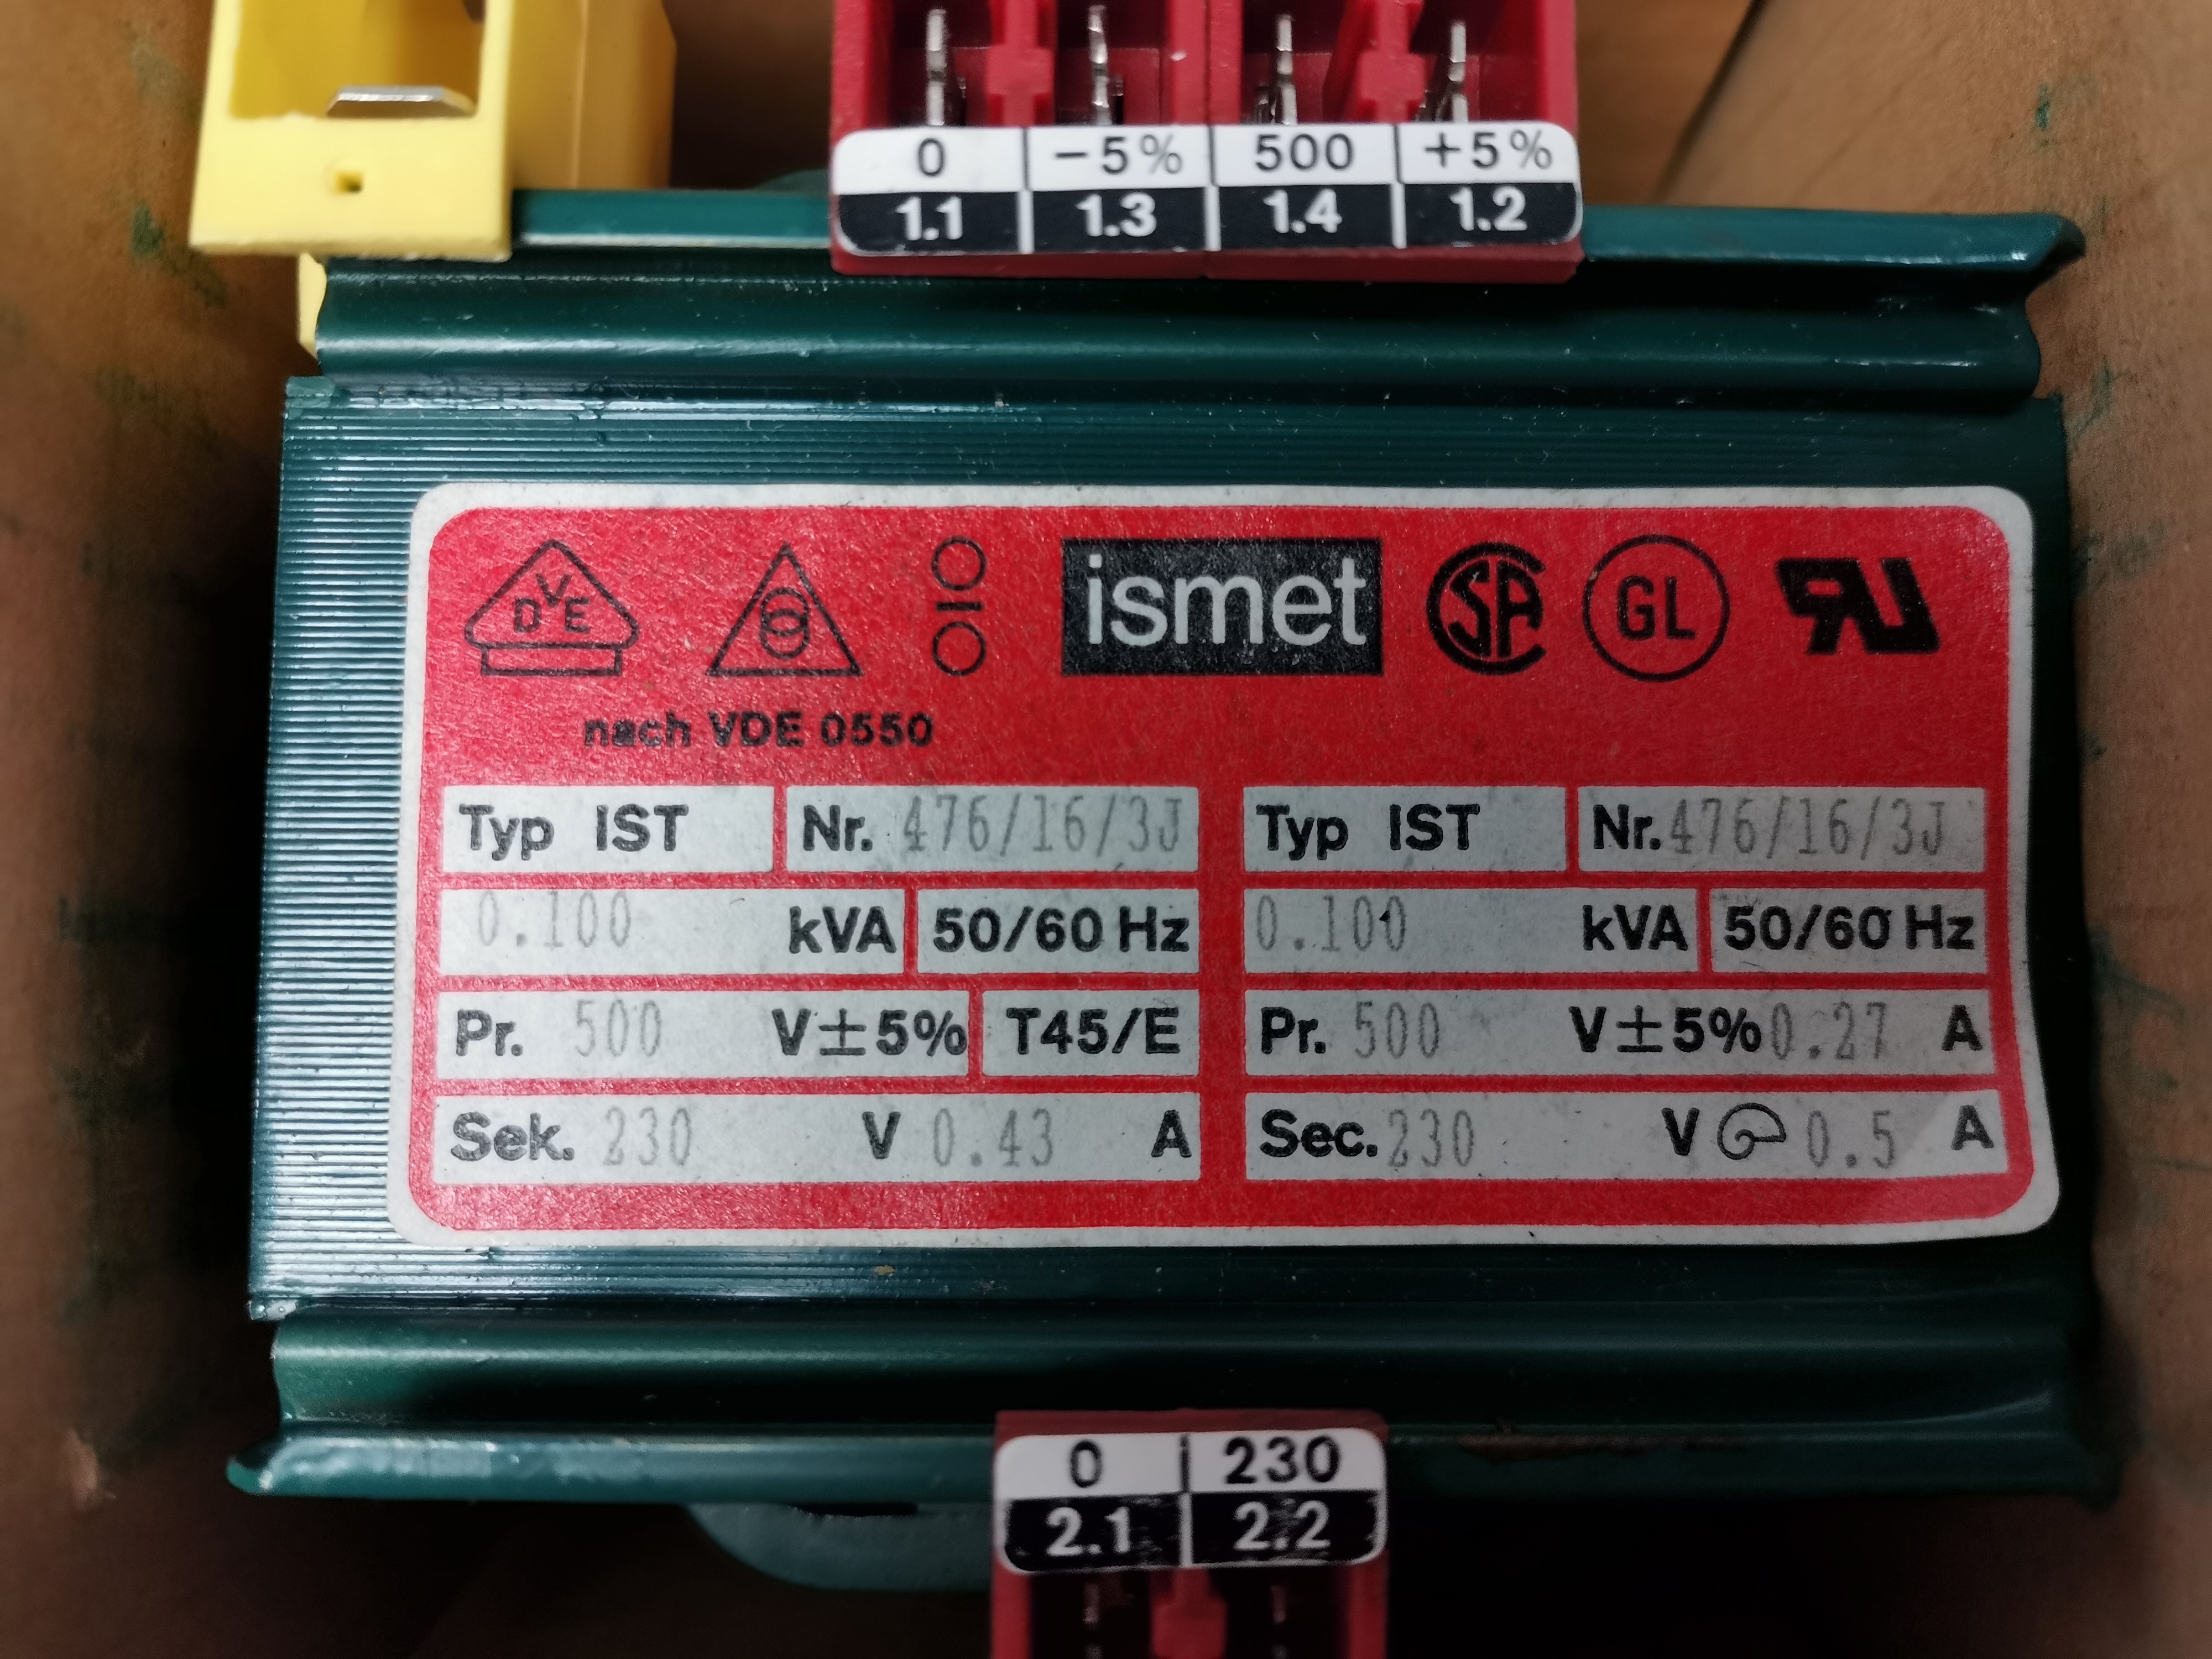 0 -5% 500 +5%
1.1 1.3 1.4 1.2
DVE ismet SA GL RU
nach VDE 0550
Typ IST Nr. 476/16/3J Typ IST Nr. 476/16/3J
0.100 kVA 50/60 Hz 0.100 kVA 50/60 Hz
Pr. 500 V±5% T45/E Pr. 500 V±5% 0.27 A
Sek. 230 V 0.43 A Sec. 230 V 0.5 A
0 230
2.1 2.2